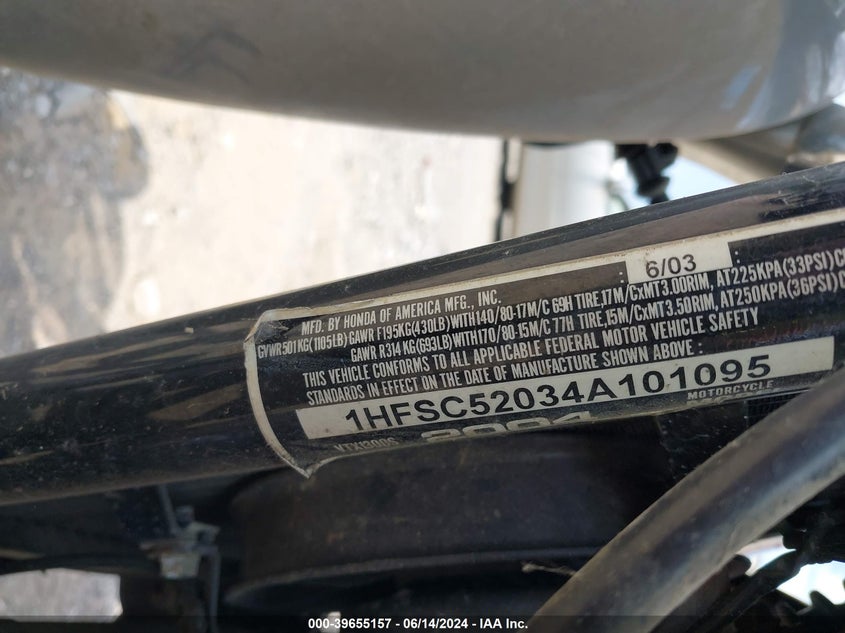 6/03
MFD. BY HONDA OF AMERICA MFG., INC.
GVWR501KG(1105LB) GAWR F195KG(430LB)WITH140/80-17M/C 69H TIRE,17M/CxMT3.00RIM, AT225KPA(33PSI)
GAWR R314KG(693LB)WITH170/80-15M/C 77H TIRE,15M/CxMT3.50RIM, AT250KPA(36PSI)
THIS VEHICLE CONFORMS TO ALL APPLICABLE FEDERAL MOTOR VEHICLE SAFETY
STANDARDS IN EFFECT ON THE DATE OF MANUFACTURE SHOWN ABOVE.
1HFSC52034A101095
MOTORCYCLE
2004
000-39655157 - 06/14/2024 - IAA Inc.